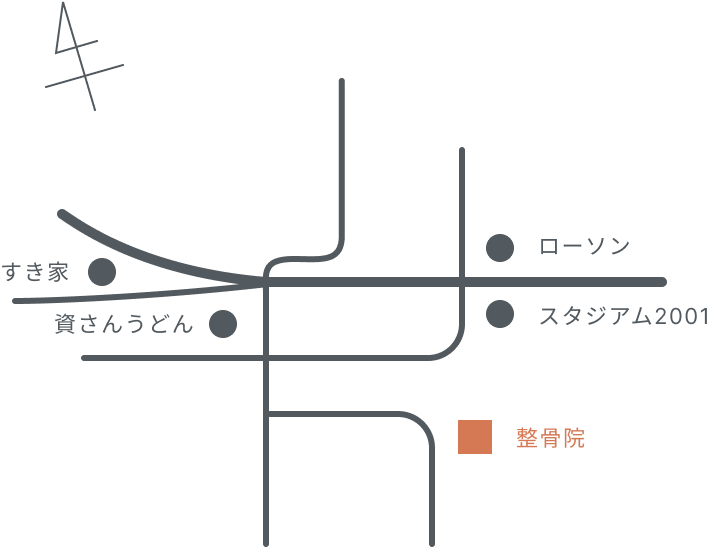 ローソン
すき家
資さんうどん
スタジアム2001
整骨院